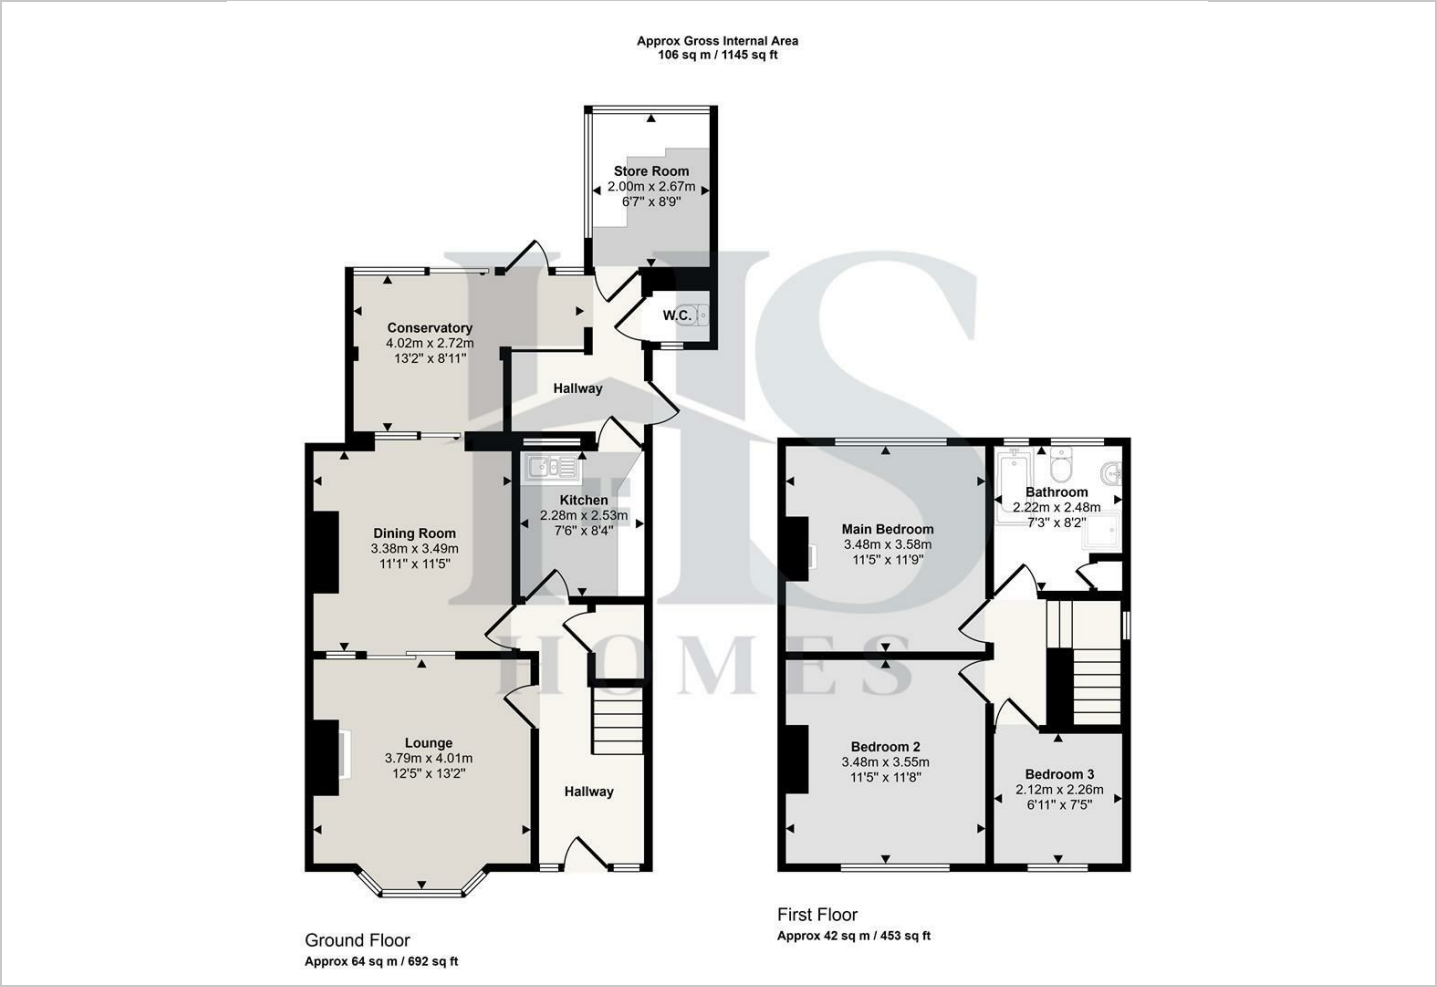 Approx Gross Internal Area
106 sq m / 1145 sq ft
Store Room
2.00m x 2.67m
6'7" x 8'9"
W.C.
Conservatory
4.02m x 2.72m
13'2" x 8'11"
Hallway
Kitchen
2.28m x 2.53m
7'6" x 8'4"
Dining Room
3.38m x 3.49m
11'1" x 11'5"
Lounge
3.79m x 4.01m
12'5" x 13'2"
Hallway
Ground Floor
Approx 64 sq m / 692 sq ft
Main Bedroom
3.48m x 3.58m
11'5" x 11'9"
Bathroom
2.22m x 2.48m
7'3" x 8'2"
Bedroom 2
3.48m x 3.55m
11'5" x 11'8"
Bedroom 3
2.12m x 2.26m
6'11" x 7'5"
First Floor
Approx 42 sq m / 453 sq ft
HS
HOMES